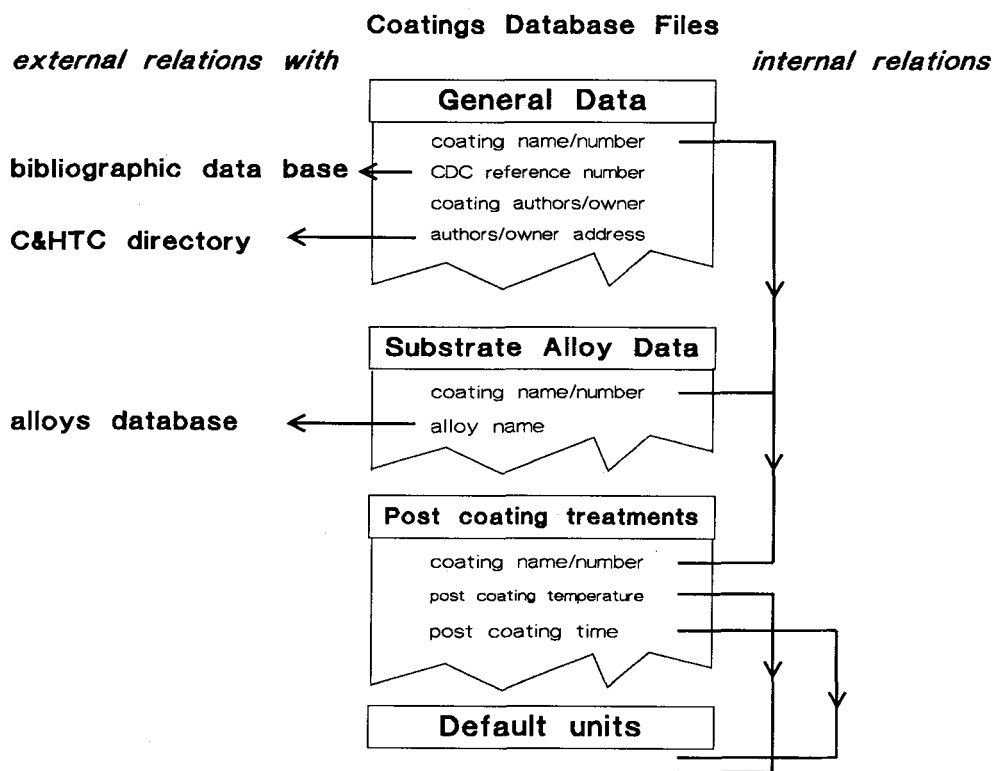 Coatings Database Files
external relations with
internal relations
General Data
coating name/number
bibliographic data base
CDC reference number
coating authors/owner
C&HTC directory
authors/owner address
Substrate Alloy Data
coating name/number
alloys database
alloy name
Post coating treatments
coating name/number
post coating temperature
post coating time
Default units